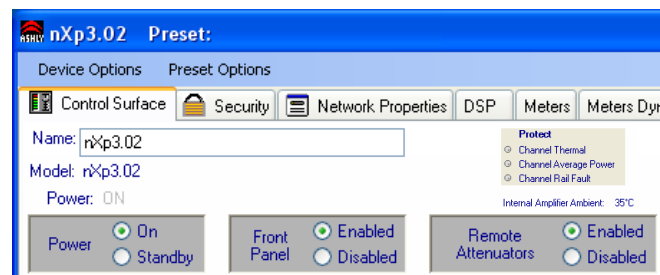 ASHLY nXp3.02 Preset:
Device Options Preset Options
Control Surface Security Network Properties DSP Meters Meters Dyn
Name: nXp3.02
Model: nXp3.02
Power: ON
Protect
Channel Thermal
Channel Average Power
Channel Rail Fault
Internal Amplifier Ambient: 35°C
Power On Standby
Front Panel Enabled Disabled
Remote Attenuators Enabled Disabled